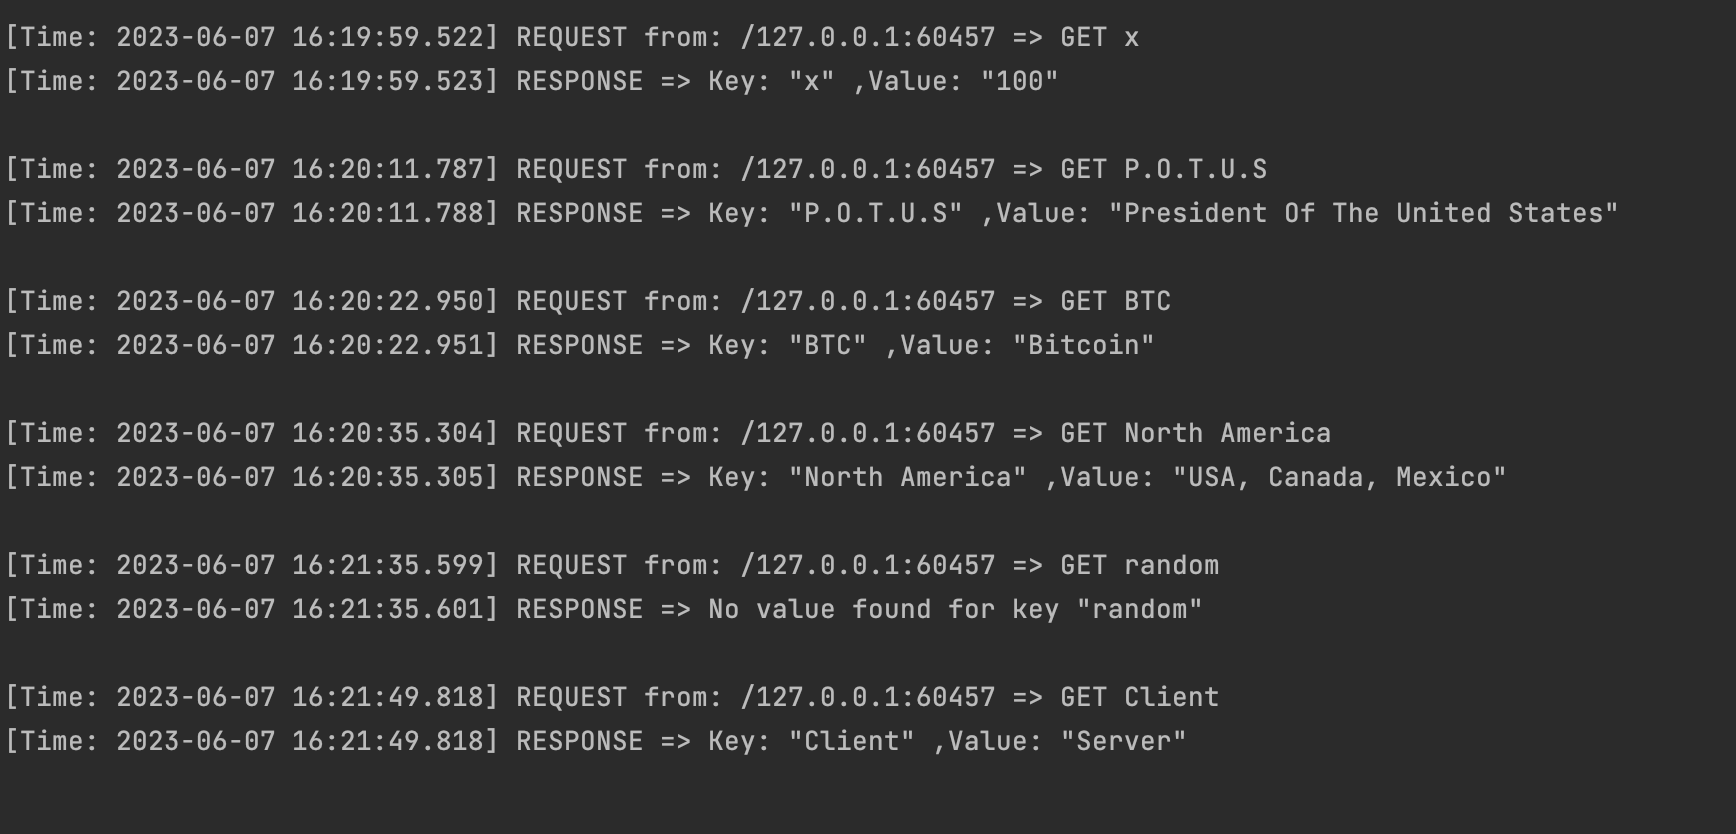 [Time: 2023-06-07 16:19:59.522] REQUEST from: /127.0.0.1:60457 => GET x
[Time: 2023-06-07 16:19:59.523] RESPONSE => Key: "x" ,Value: "100"
[Time: 2023-06-07 16:20:11.787] REQUEST from: /127.0.0.1:60457 => GET P.O.T.U.S
[Time: 2023-06-07 16:20:11.788] RESPONSE => Key: "P.O.T.U.S" ,Value: "President Of The United States"
[Time: 2023-06-07 16:20:22.950] REQUEST from: /127.0.0.1:60457 => GET BTC
[Time: 2023-06-07 16:20:22.951] RESPONSE => Key: "BTC" ,Value: "Bitcoin"
[Time: 2023-06-07 16:20:35.304] REQUEST from: /127.0.0.1:60457 => GET North America
[Time: 2023-06-07 16:20:35.305] RESPONSE => Key: "North America" ,Value: "USA, Canada, Mexico"
[Time: 2023-06-07 16:21:35.599] REQUEST from: /127.0.0.1:60457 => GET random
[Time: 2023-06-07 16:21:35.601] RESPONSE => No value found for key "random"
[Time: 2023-06-07 16:21:49.818] REQUEST from: /127.0.0.1:60457 => GET Client
[Time: 2023-06-07 16:21:49.818] RESPONSE => Key: "Client" ,Value: "Server"